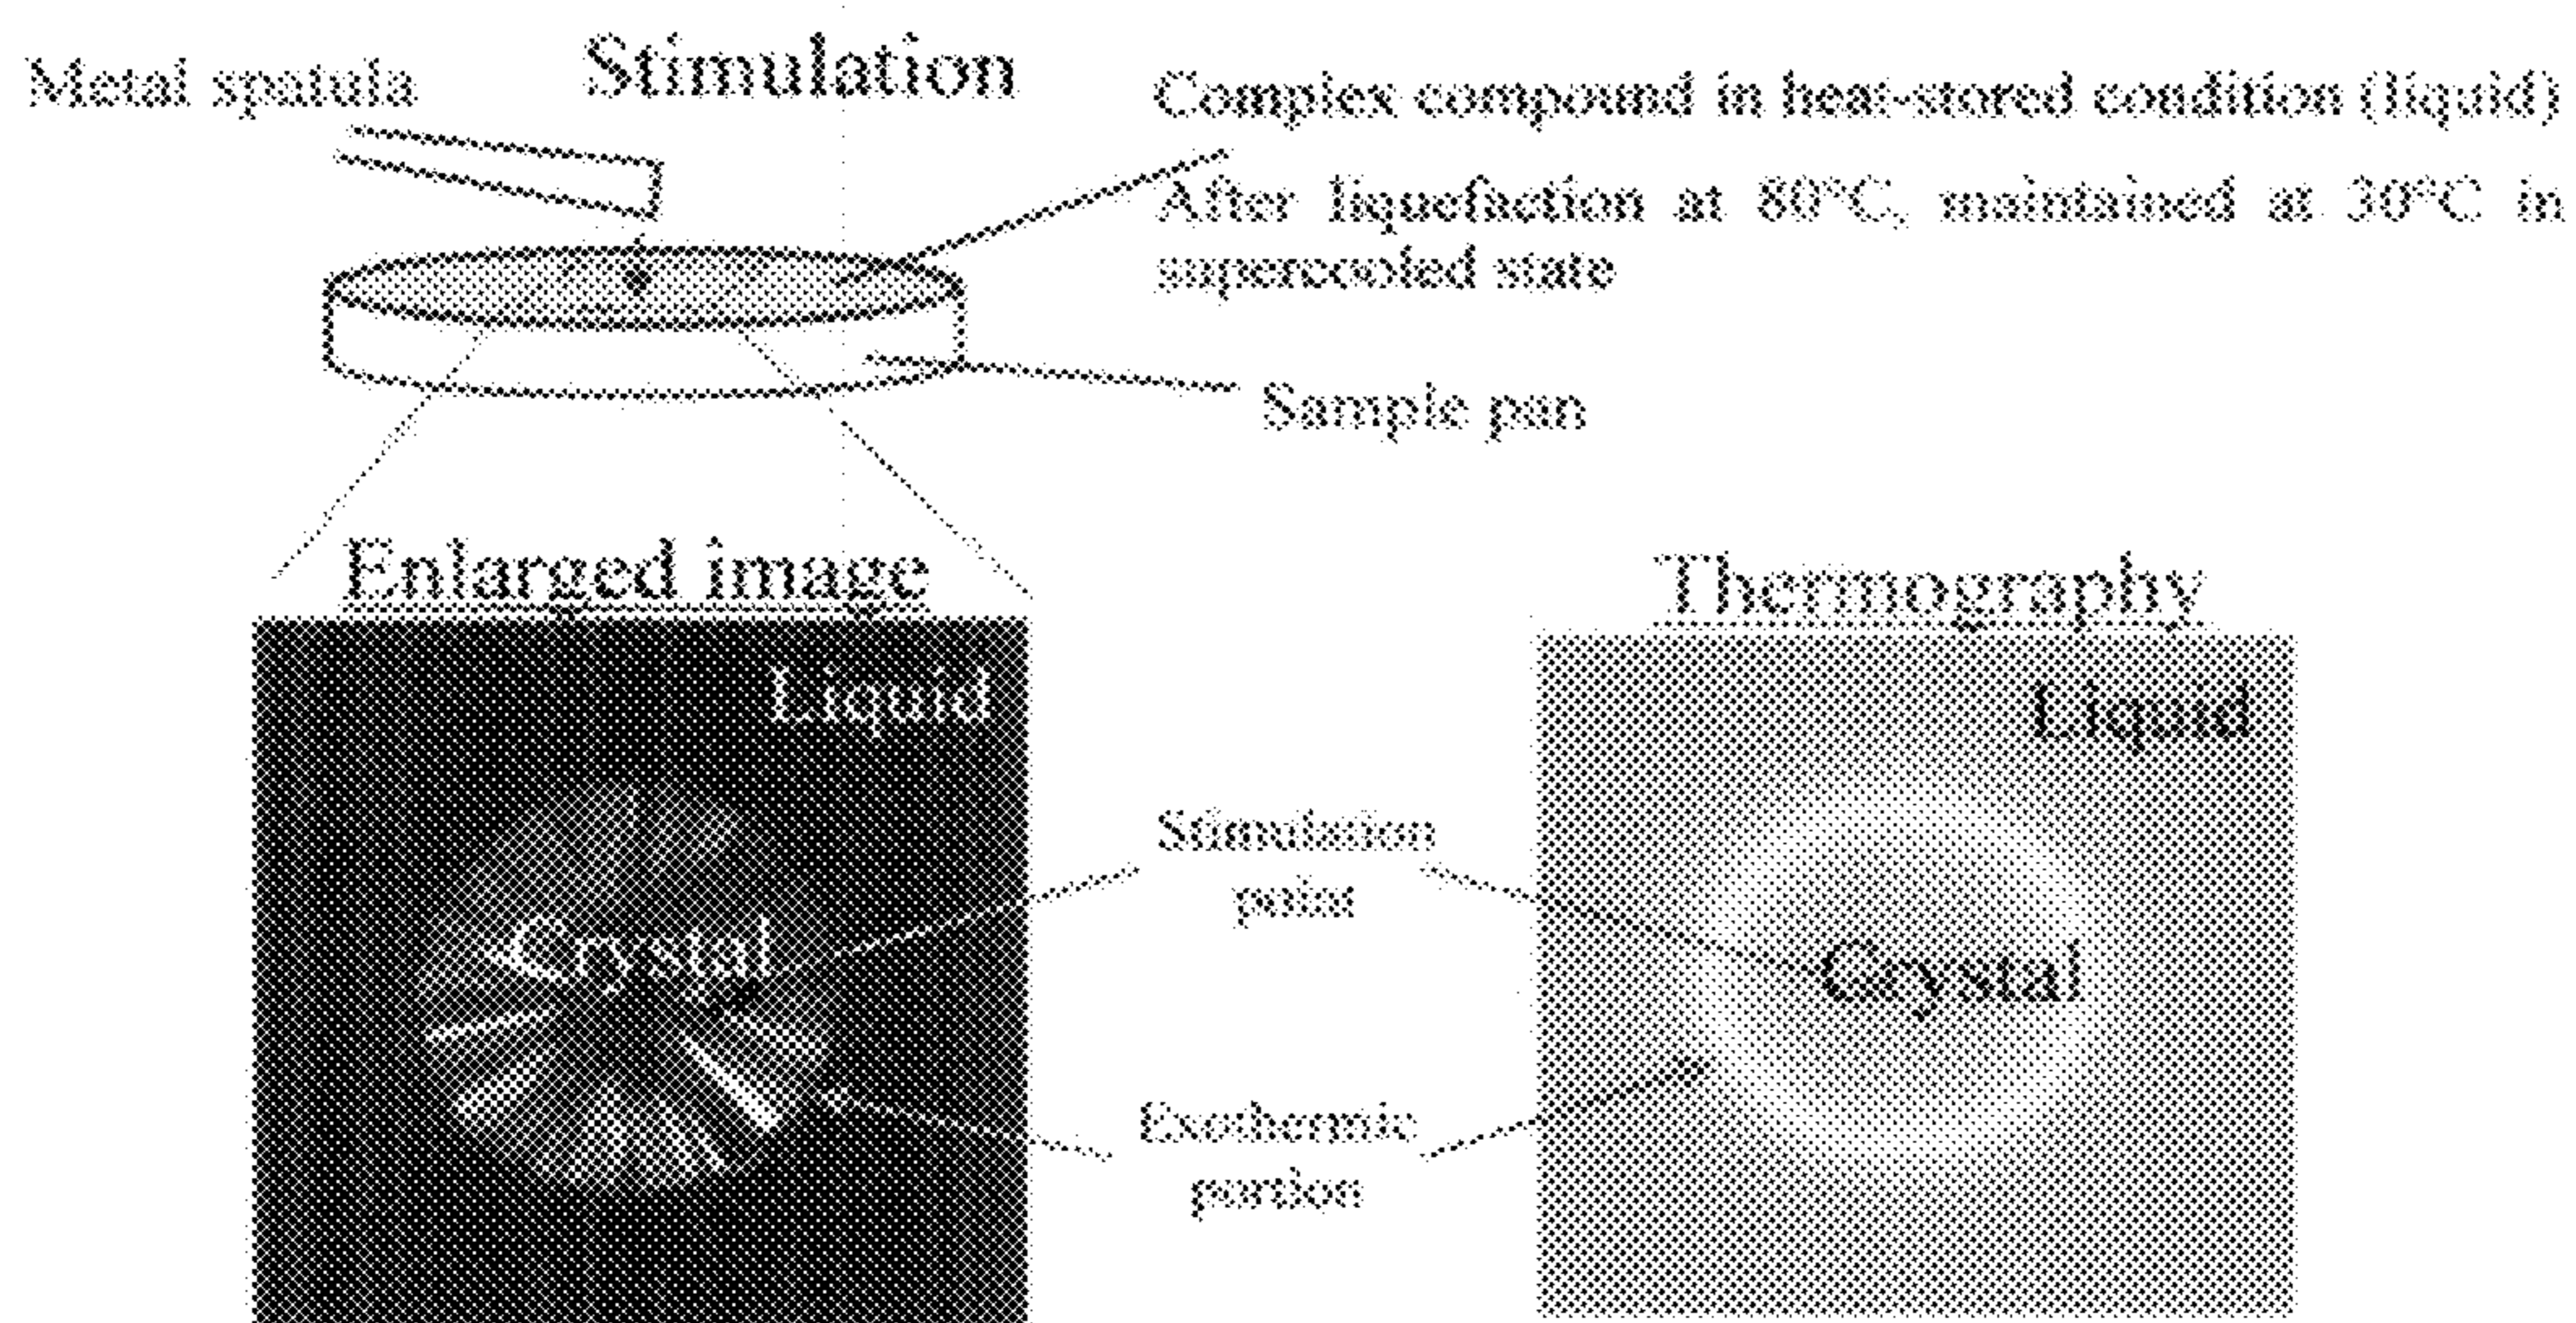 Stimulation
Metal spatula
Complex compound in heat-stored condition (liquid)
After liquefaction at 80°C, maintained at 30°C in
supercooled state
Sample pan
Enlarged image
Thermography
Liquid
Liquid
Stimulation
point
Crystal
Crystal
Exothermic
portion